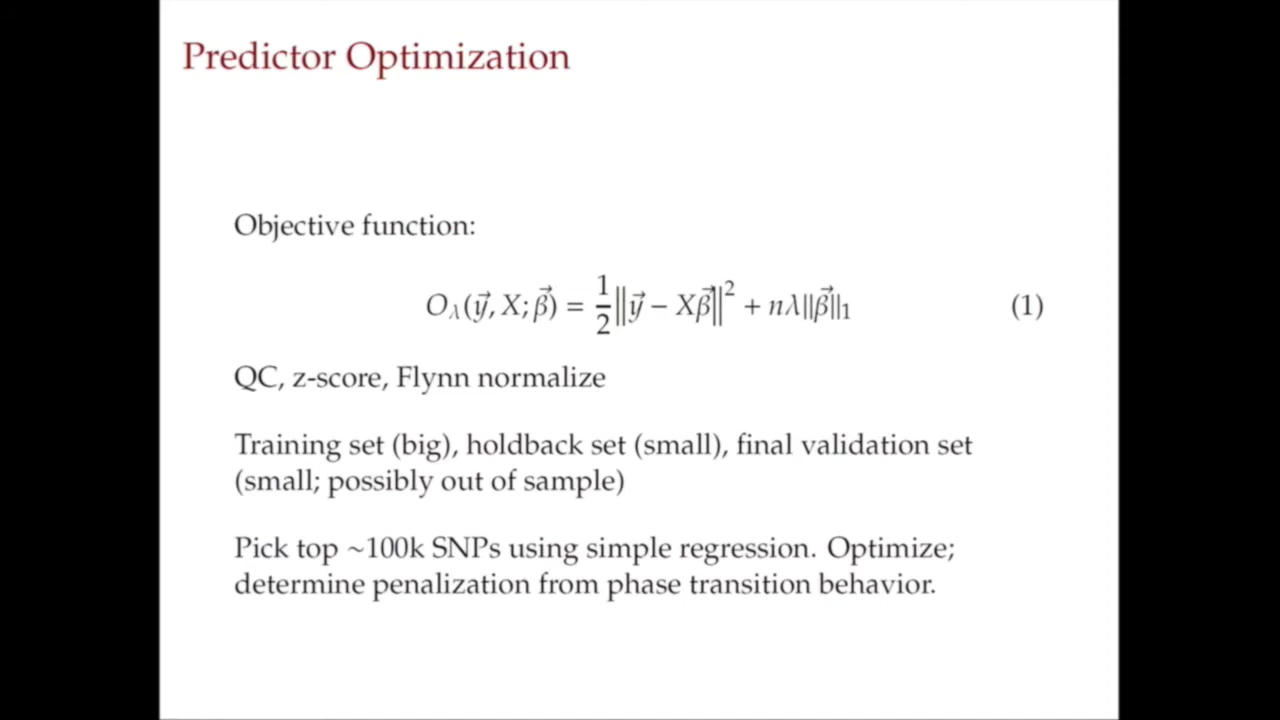 Predictor Optimization
Objective function:
O_λ(y⃗, X; β⃗) = 1/2 ||y⃗ − Xβ⃗||² + nλ||β⃗||₁ (1)
QC, z-score, Flynn normalize
Training set (big), holdback set (small), final validation set
(small; possibly out of sample)
Pick top ~100k SNPs using simple regression. Optimize;
determine penalization from phase transition behavior.